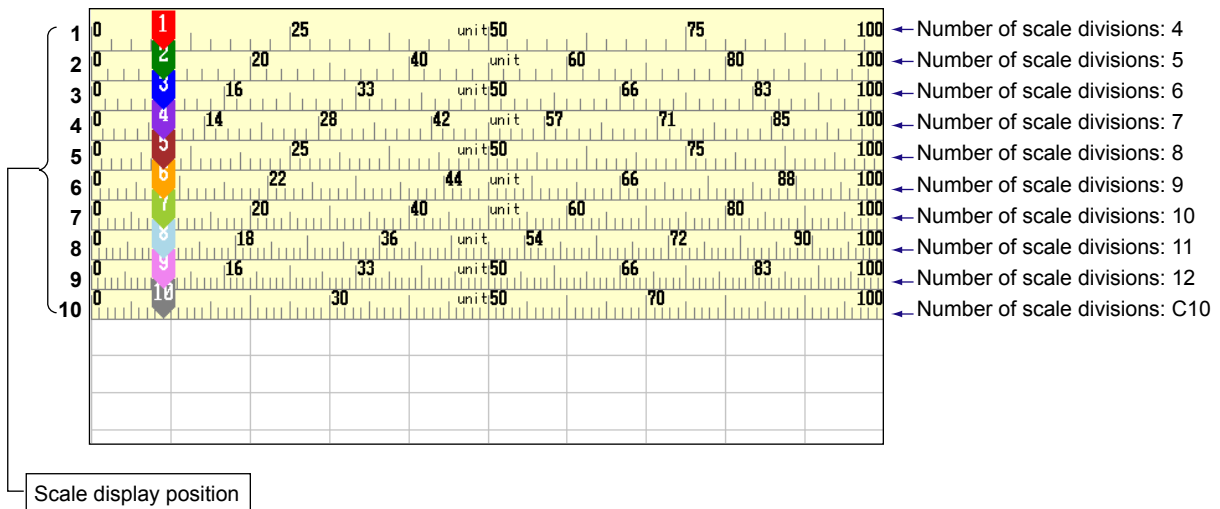 1 0 1 25 unit 50 75 100 Number of scale divisions: 4
2 0 2 20 40 unit 60 80 100 Number of scale divisions: 5
3 0 3 16 33 unit 50 66 83 100 Number of scale divisions: 6
4 0 4 14 28 42 unit 57 71 85 100 Number of scale divisions: 7
5 0 5 25 unit 50 75 100 Number of scale divisions: 8
6 0 6 22 44 unit 66 88 100 Number of scale divisions: 9
7 0 7 20 40 unit 60 80 100 Number of scale divisions: 10
8 0 8 18 36 unit 54 72 90 100 Number of scale divisions: 11
9 0 9 16 33 unit 50 66 83 100 Number of scale divisions: 12
10 0 10 30 unit 50 70 100 Number of scale divisions: C10
Scale display position